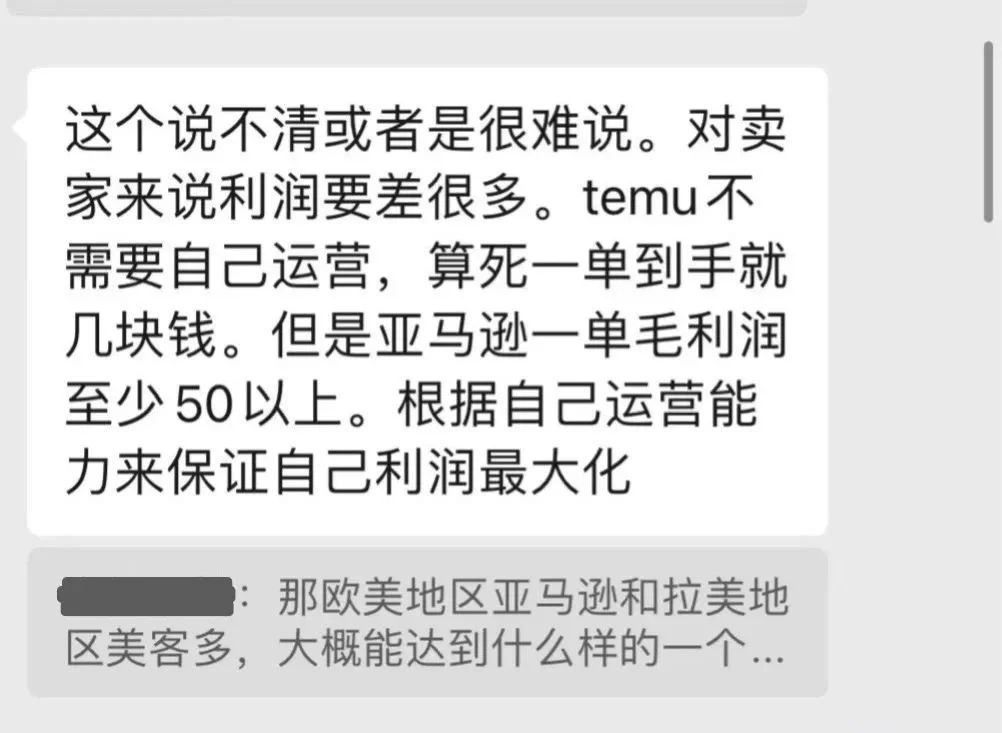 这个说不清或者是很难说。对卖
家来说利润要差很多。temu不
需要自己运营，算死一单到手就
几块钱。但是亚马逊一单毛利润
至少50以上。根据自己运营能
力来保证自己利润最大化
：那欧美地区亚马逊和拉美地
区美客多，大概能达到什么样的一个...